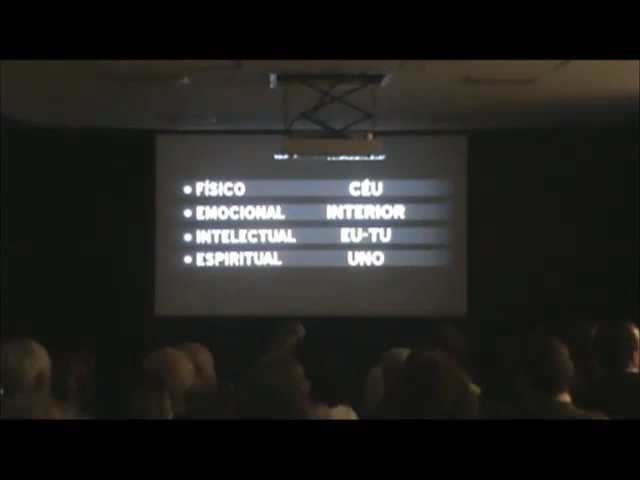 • FÍSICO CÉU
• EMOCIONAL INTERIOR
• INTELECTUAL EU-TU
• ESPIRITUAL UNO